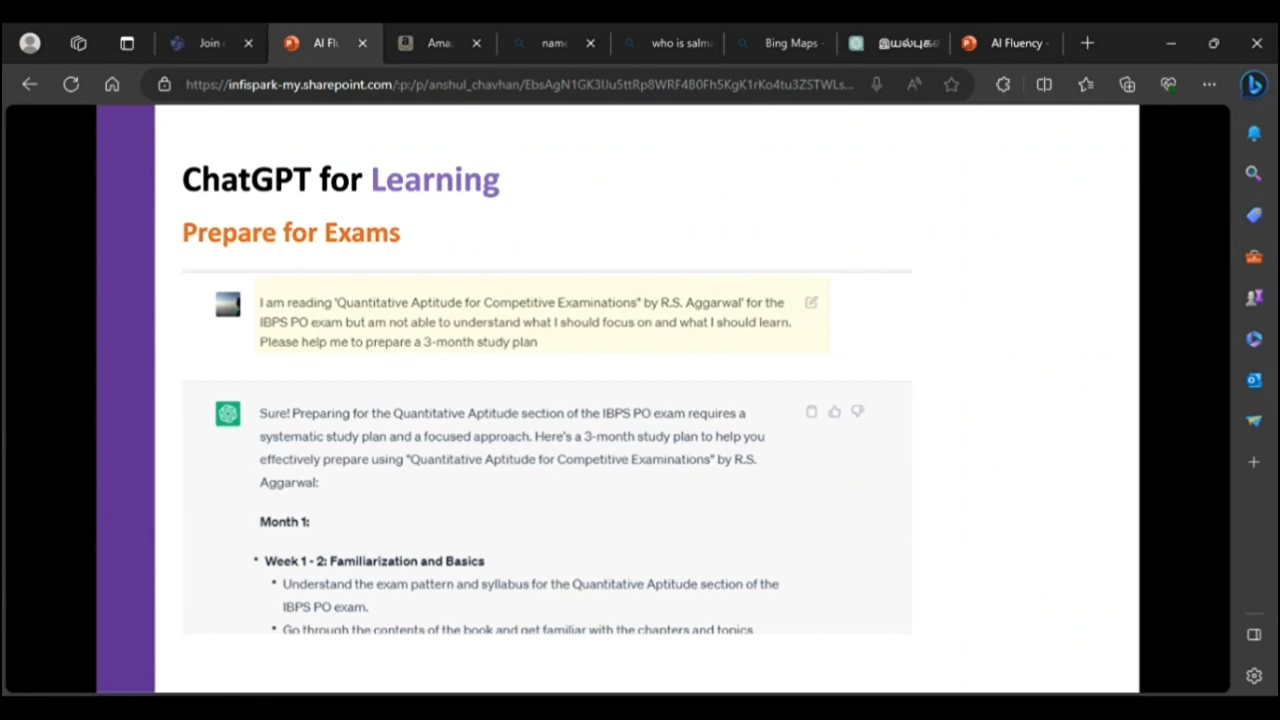 Join
AI Fl
Ama
name
who is salm
Bing Maps -
இயல்புக
AI Fluency -
https://infispark-my.sharepoint.com/:p:/p/anshul_chavhan/
ChatGPT for Learning
Prepare for Exams
I am reading 'Quantitative Aptitude for Competitive Examinations" by R.S. Aggarwal' for the
IBPS PO exam but am not able to understand what I should focus on and what I should learn.
Please help me to prepare a 3-month study plan
Sure! Preparing for the Quantitative Aptitude section of the IBPS PO exam requires a
systematic study plan and a focused approach. Here's a 3-month study plan to help you
effectively prepare using "Quantitative Aptitude for Competitive Examinations" by R.S.
Aggarwal:
Month 1:
• Week 1 - 2: Familiarization and Basics
• Understand the exam pattern and syllabus for the Quantitative Aptitude section of the
IBPS PO exam.
• Go through the contents of the book and get familiar with the chapters and topics